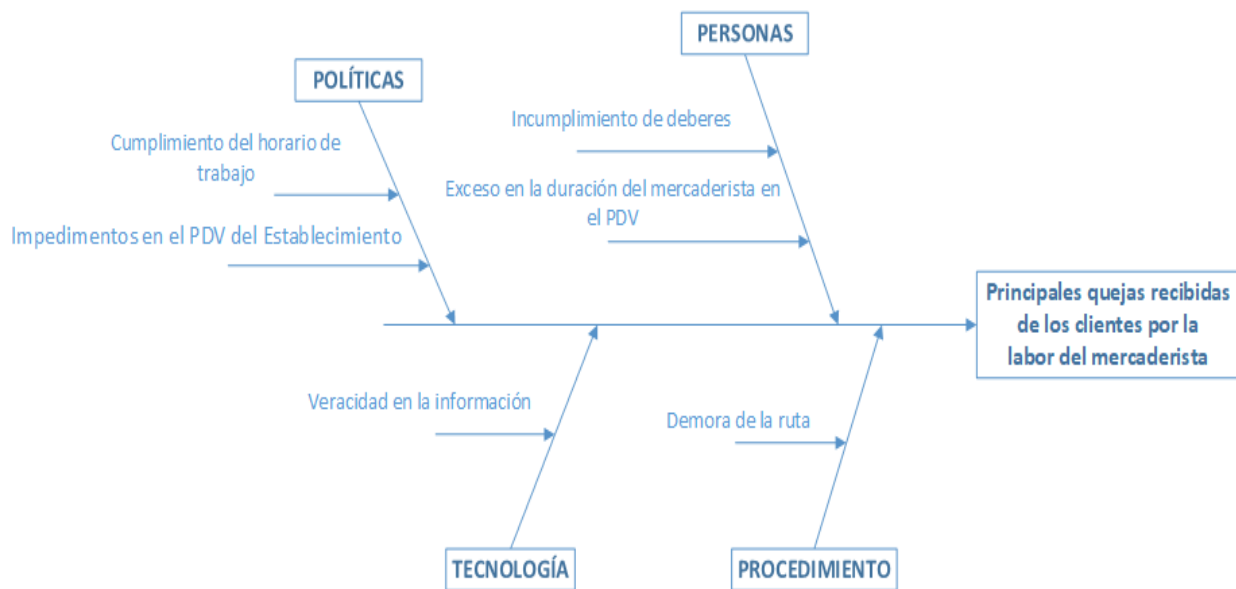 PERSONAS
POLÍTICAS
Incumplimiento de deberes
Cumplimiento del horario de
trabajo
Exceso en la duración del mercaderista en
el PDV
Impedimentos en el PDV del Establecimiento
Principales quejas recibidas
de los clientes por la
labor del mercaderista
Veracidad en la información
Demora de la ruta
TECNOLOGÍA
PROCEDIMIENTO